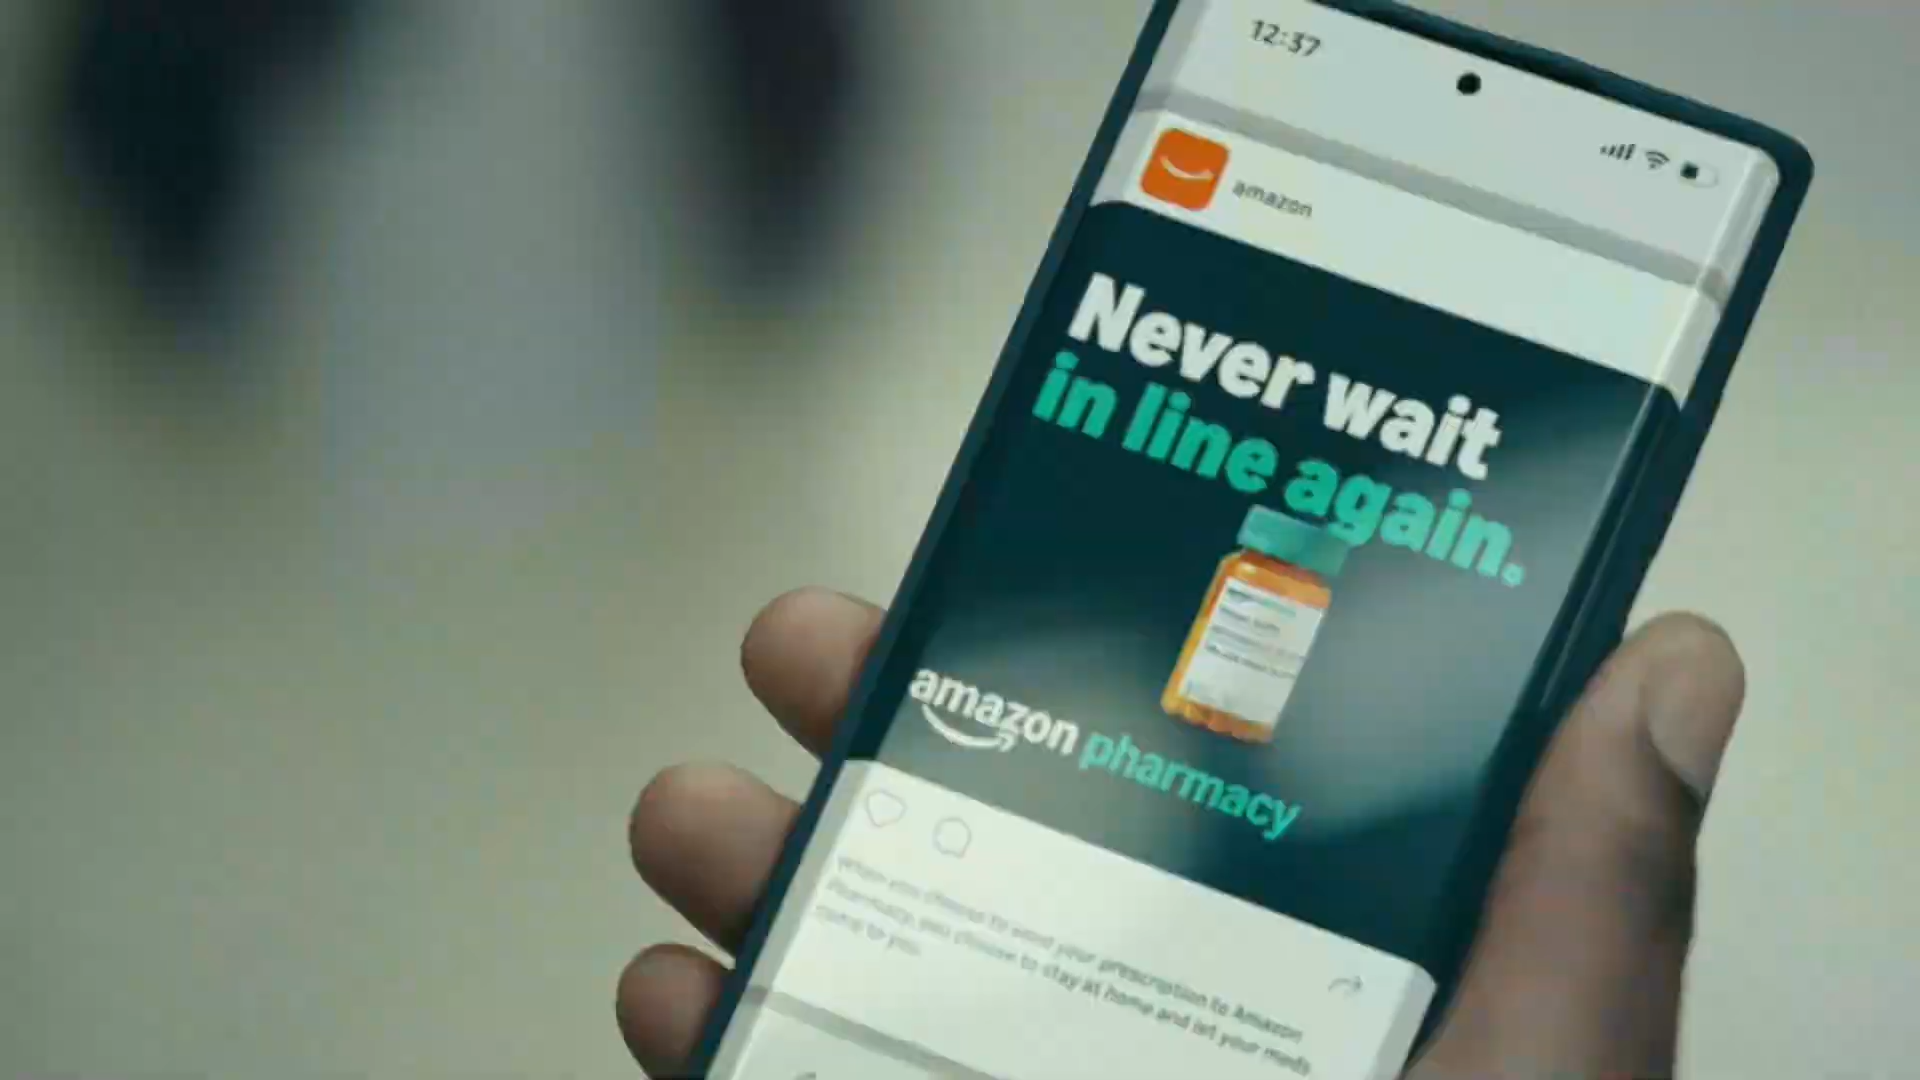 12:37
amazon
Never wait
in line again.
amazon pharmacy
When you choose to send your prescription to Amazon
Pharmacy, you choose to stay at home and let your meds
come to you.